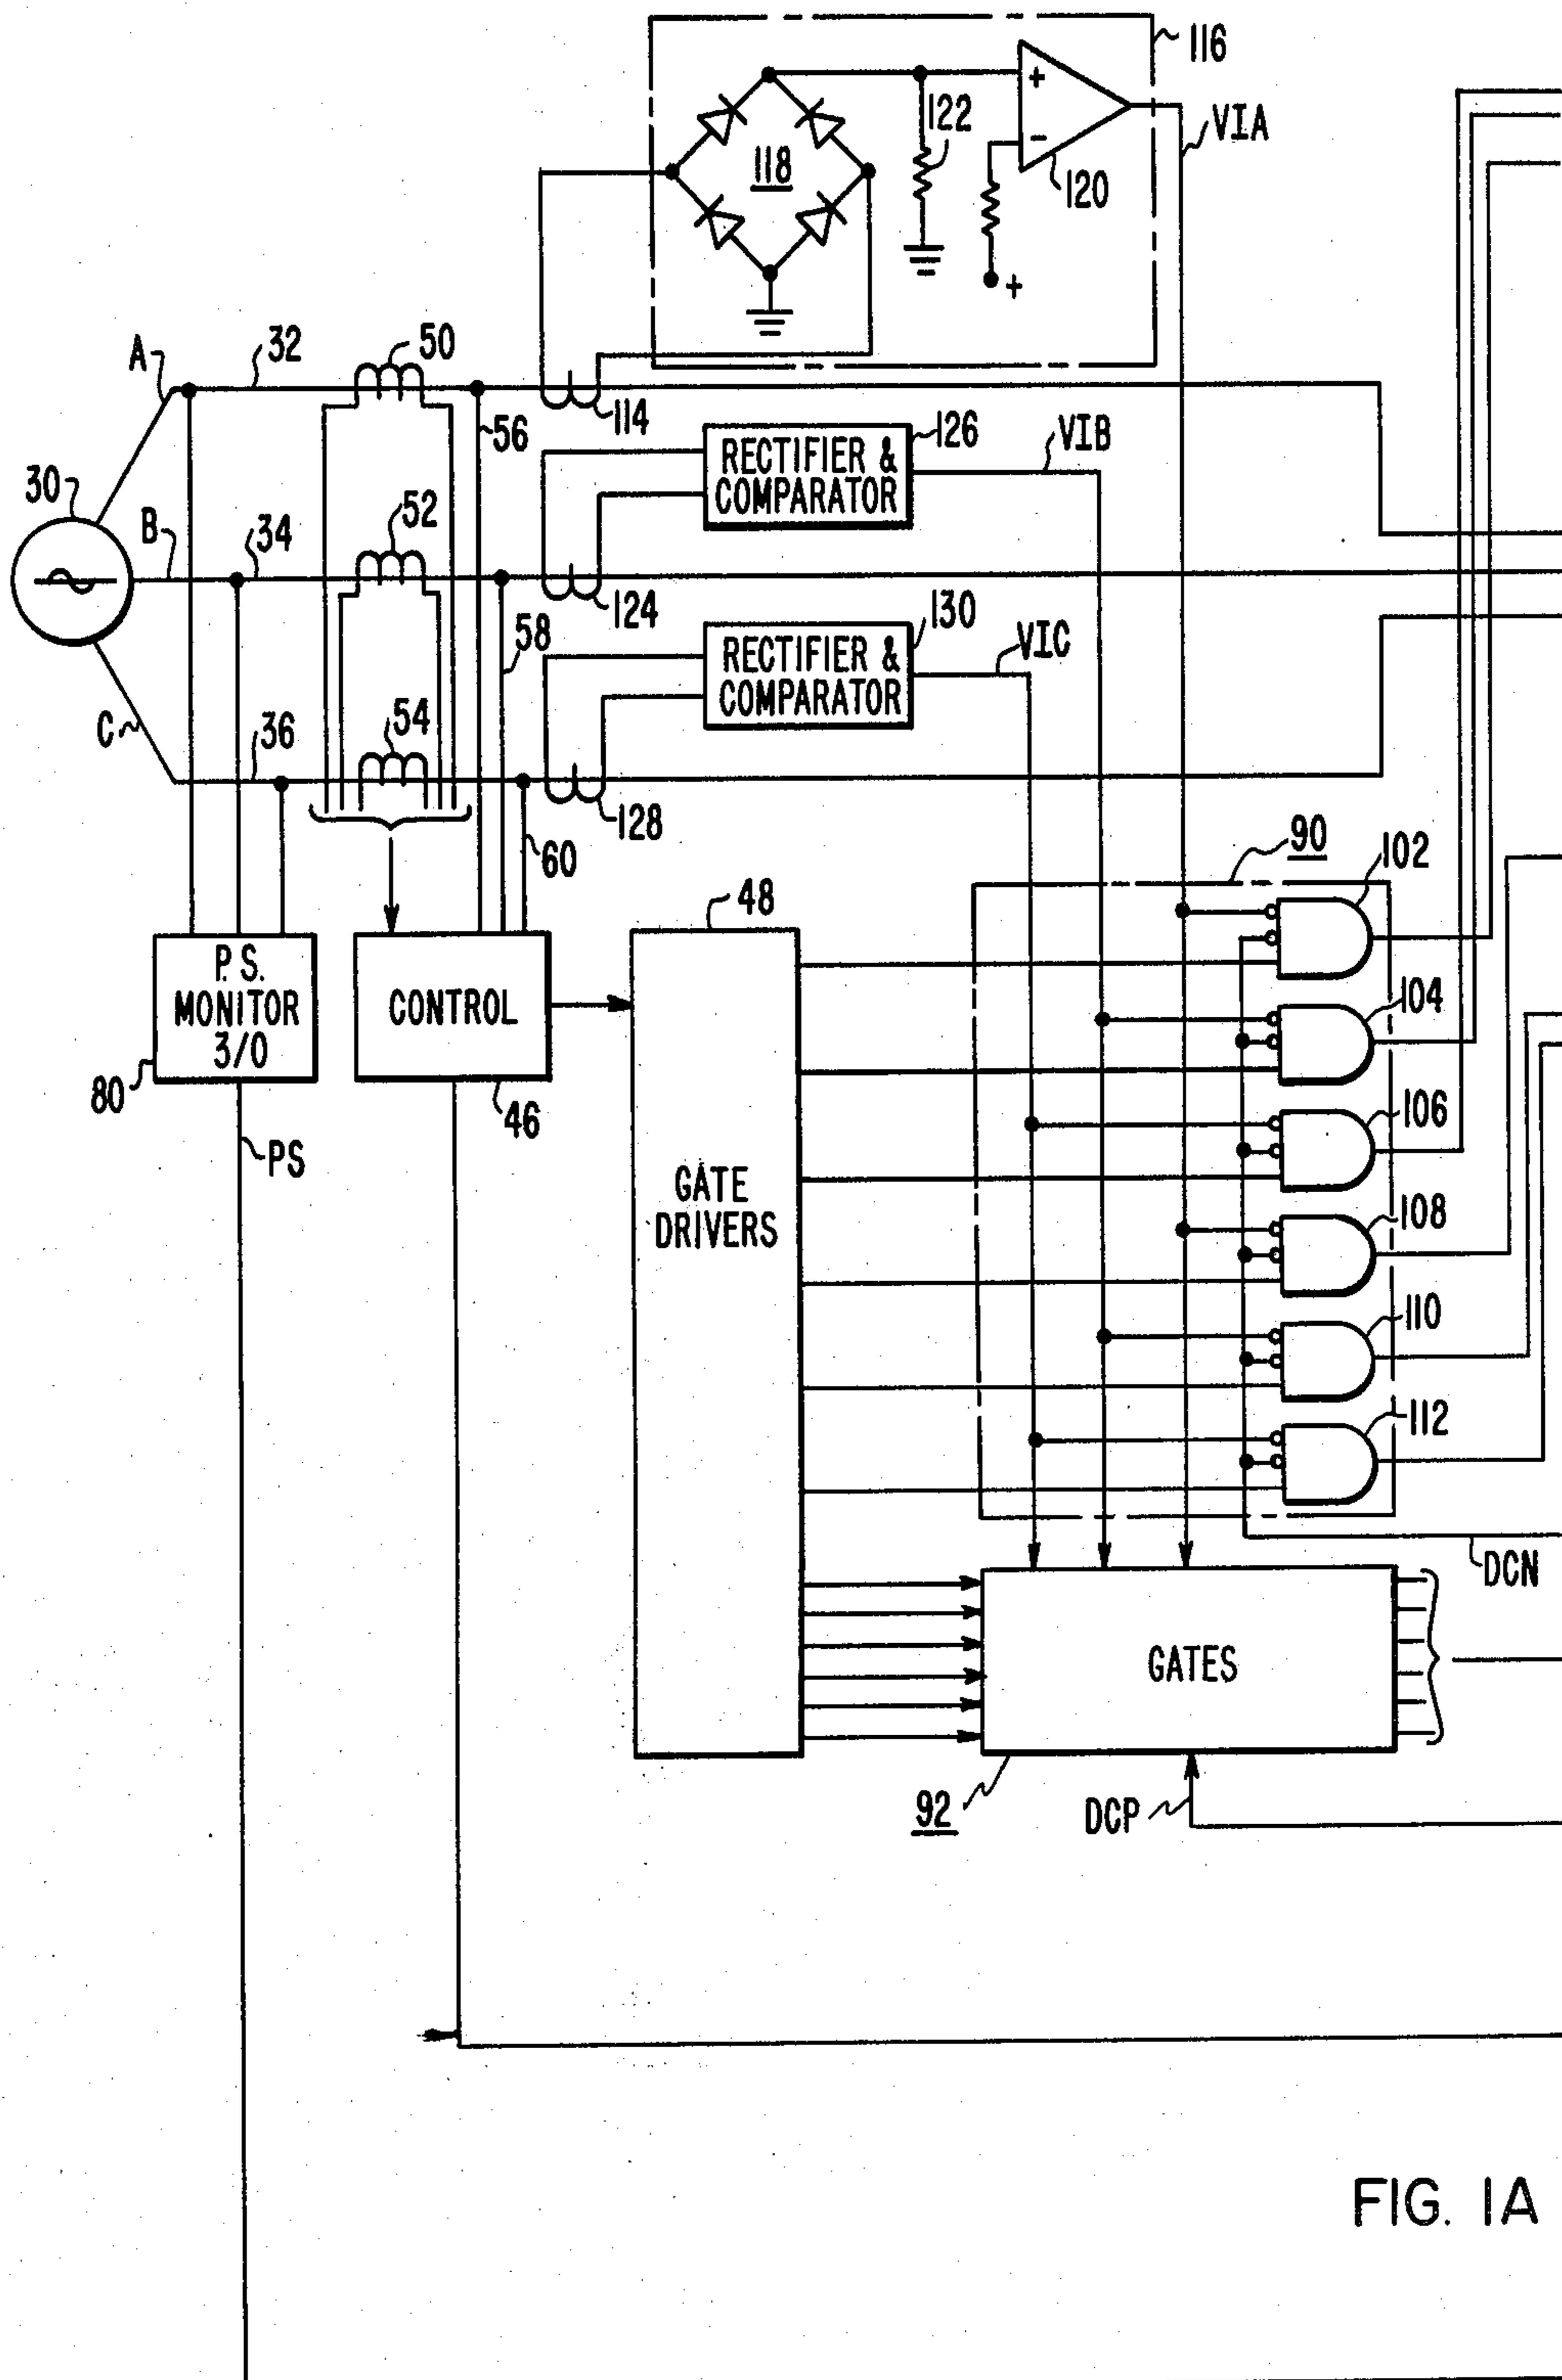 116
+
122
118
-
120
VIA
+
A
32
50
114
56
126
RECTIFIER &
COMPARATOR
VIB
30
B
34
52
124
58
130
RECTIFIER &
COMPARATOR
VIC
C
36
54
128
60
90
102
48
P.S.
MONITOR
3/0
CONTROL
104
80
46
106
PS
GATE
DRIVERS
108
110
112
DCN
GATES
92
DCP
FIG. 1A